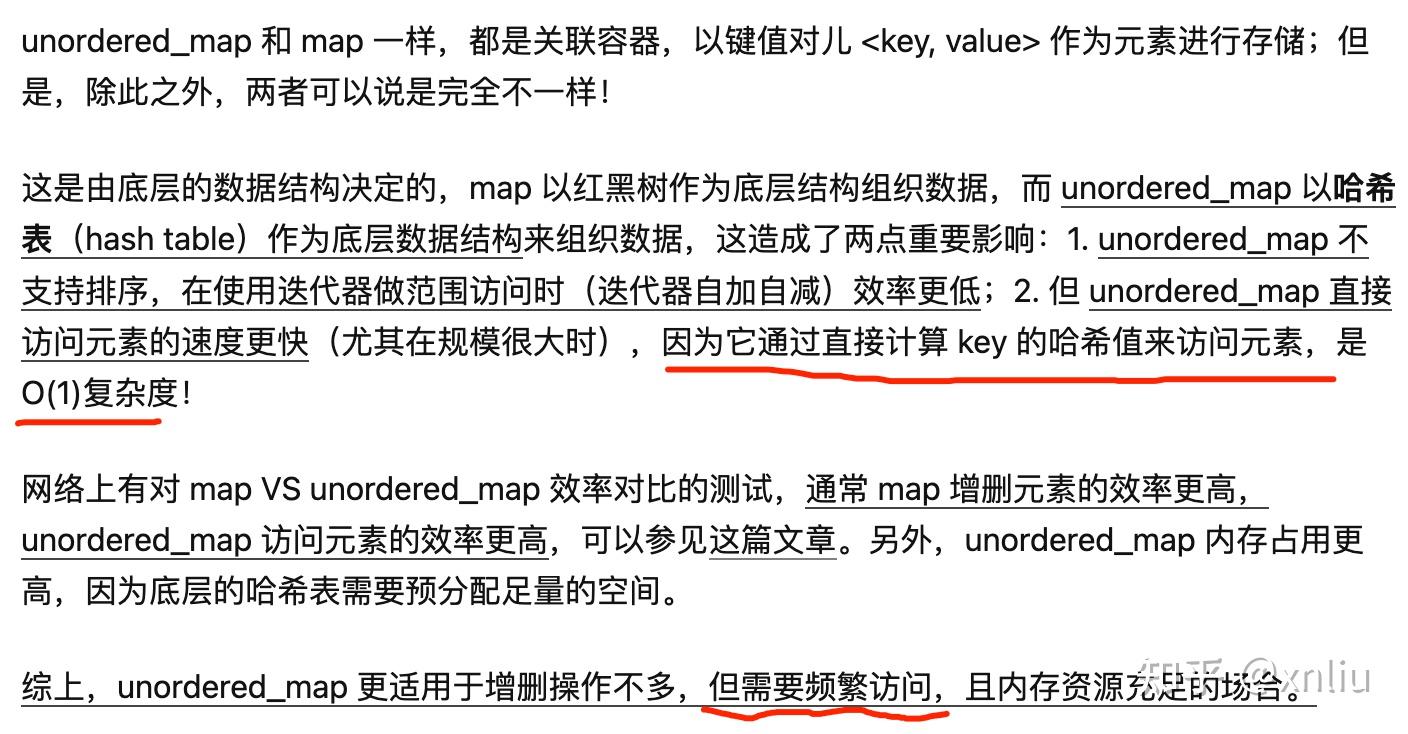 unordered_map 和 map 一样，都是关联容器，以键值对儿 <key, value> 作为元素进行存储；但
是，除此之外，两者可以说是完全不一样！
这是由底层的数据结构决定的，map 以红黑树作为底层结构组织数据，而 unordered_map 以哈希
表（hash table）作为底层数据结构来组织数据，这造成了两点重要影响：1. unordered_map 不
支持排序，在使用迭代器做范围访问时（迭代器自加自减）效率更低；2. 但 unordered_map 直接
访问元素的速度更快（尤其在规模很大时），因为它通过直接计算 key 的哈希值来访问元素，是
O(1)复杂度！
网络上有对 map VS unordered_map 效率对比的测试，通常 map 增删元素的效率更高，
unordered_map 访问元素的效率更高，可以参见这篇文章。另外，unordered_map 内存占用更
高，因为底层的哈希表需要预分配足量的空间。
综上，unordered_map 更适用于增删操作不多，但需要频繁访问，且内存资源充足的场合。
知乎 @xnliu